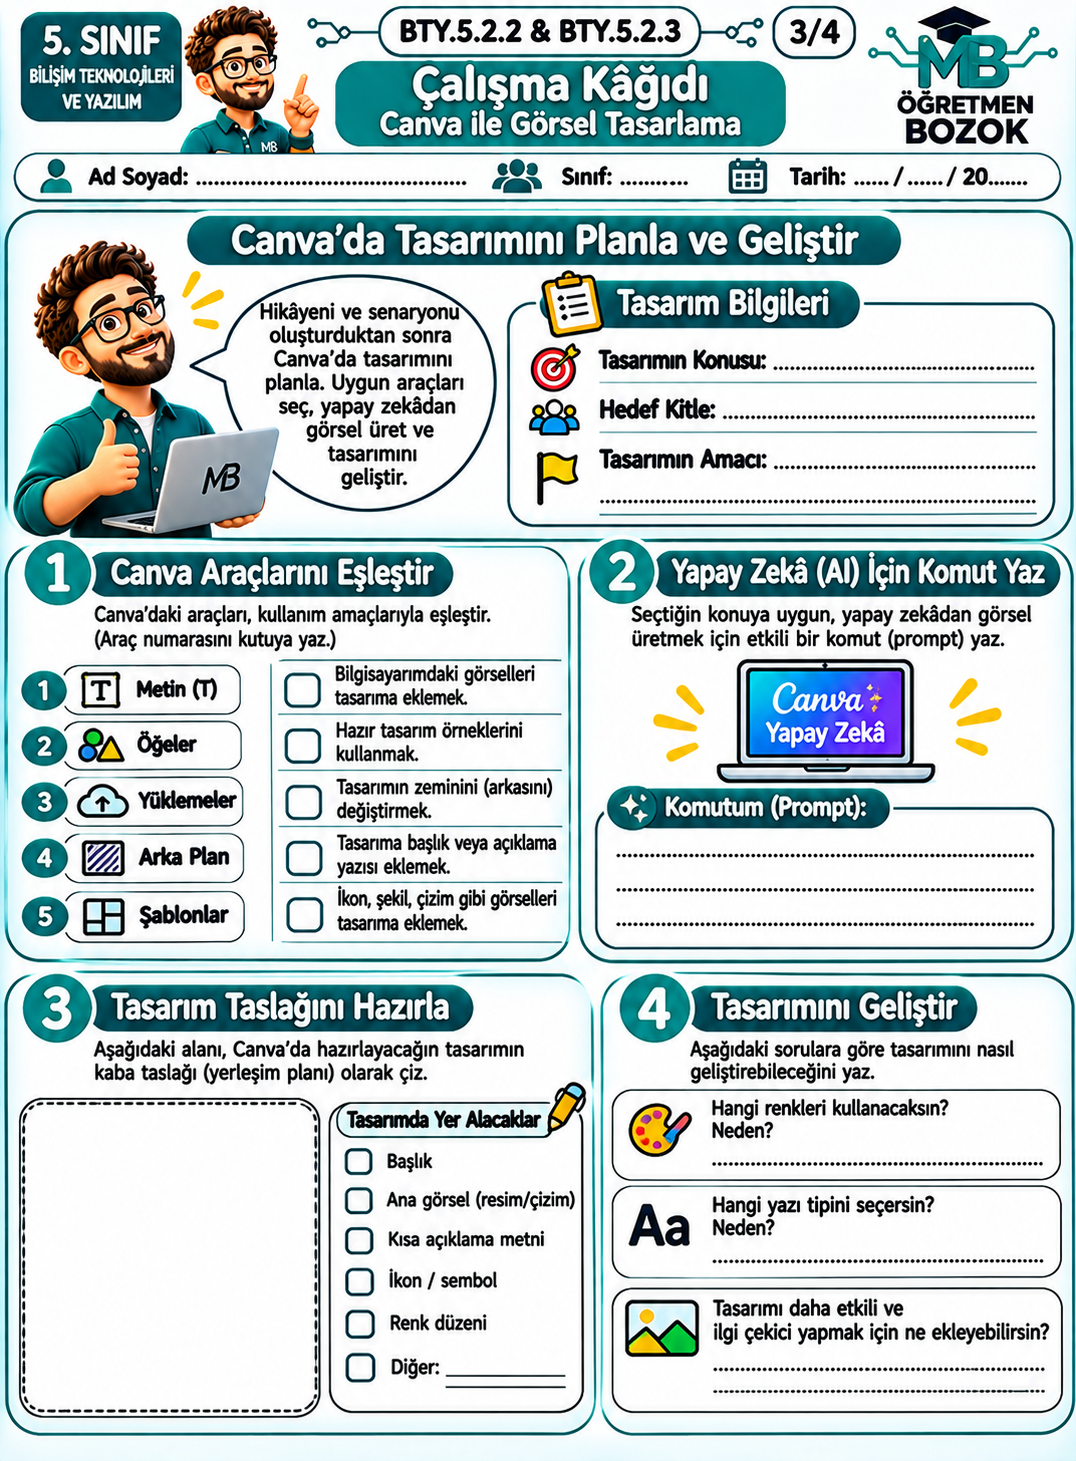 5. SINIF
BİLİŞİM TEKNOLOJİLERİ
VE YAZILIM
MB
BTY.5.2.2 & BTY.5.2.3
3/4
Çalışma Kâğıdı
Canva ile Görsel Tasarlama
MB
ÖĞRETMEN
BOZOK
Ad Soyad: ..........................................
Sınıf: ..........
Tarih: ...... / ...... / 20.......
Canva'da Tasarımını Planla ve Geliştir
Hikâyeni ve senaryonu
oluşturduktan sonra
Canva'da tasarımını
planla. Uygun araçları
seç, yapay zekâdan
görsel üret ve
tasarımını
geliştir.
MB
Tasarım Bilgileri
Tasarımın Konusu: ..........................................
Hedef Kitle: ..................................................
Tasarımın Amacı: ..........................................
......................................................................
1 Canva Araçlarını Eşleştir
Canva'daki araçları, kullanım amaçlarıyla eşleştir.
(Araç numarasını kutuya yaz.)
1 T Metin (T)
2 Öğeler
3 Yüklemeler
4 Arka Plan
5 Şablonlar
Bilgisayarımdaki görselleri
tasarıma eklemek.
Hazır tasarım örneklerini
kullanmak.
Tasarımın zeminini (arkasını)
değiştirmek.
Tasarıma başlık veya açıklama
yazısı eklemek.
İkon, şekil, çizim gibi görselleri
tasarıma eklemek.
2 Yapay Zekâ (AI) İçin Komut Yaz
Seçtiğin konuya uygun, yapay zekâdan görsel
üretmek için etkili bir komut (prompt) yaz.
Canva
Yapay Zekâ
Komutum (Prompt):
......................................................................
......................................................................
......................................................................
3 Tasarım Taslağını Hazırla
Aşağıdaki alanı, Canva'da hazırlayacağın tasarımın
kaba taslağı (yerleşim planı) olarak çiz.
Tasarımda Yer Alacaklar
Başlık
Ana görsel (resim/çizim)
Kısa açıklama metni
İkon / sembol
Renk düzeni
Diğer: ____________
4 Tasarımını Geliştir
Aşağıdaki sorulara göre tasarımını nasıl
geliştirebileceğini yaz.
Hangi renkleri kullanacaksın?
Neden?
......................................................................
Aa
Hangi yazı tipini seçersin?
Neden?
......................................................................
Tasarımı daha etkili ve
ilgi çekici yapmak için ne ekleyebilirsin?
......................................................................
......................................................................